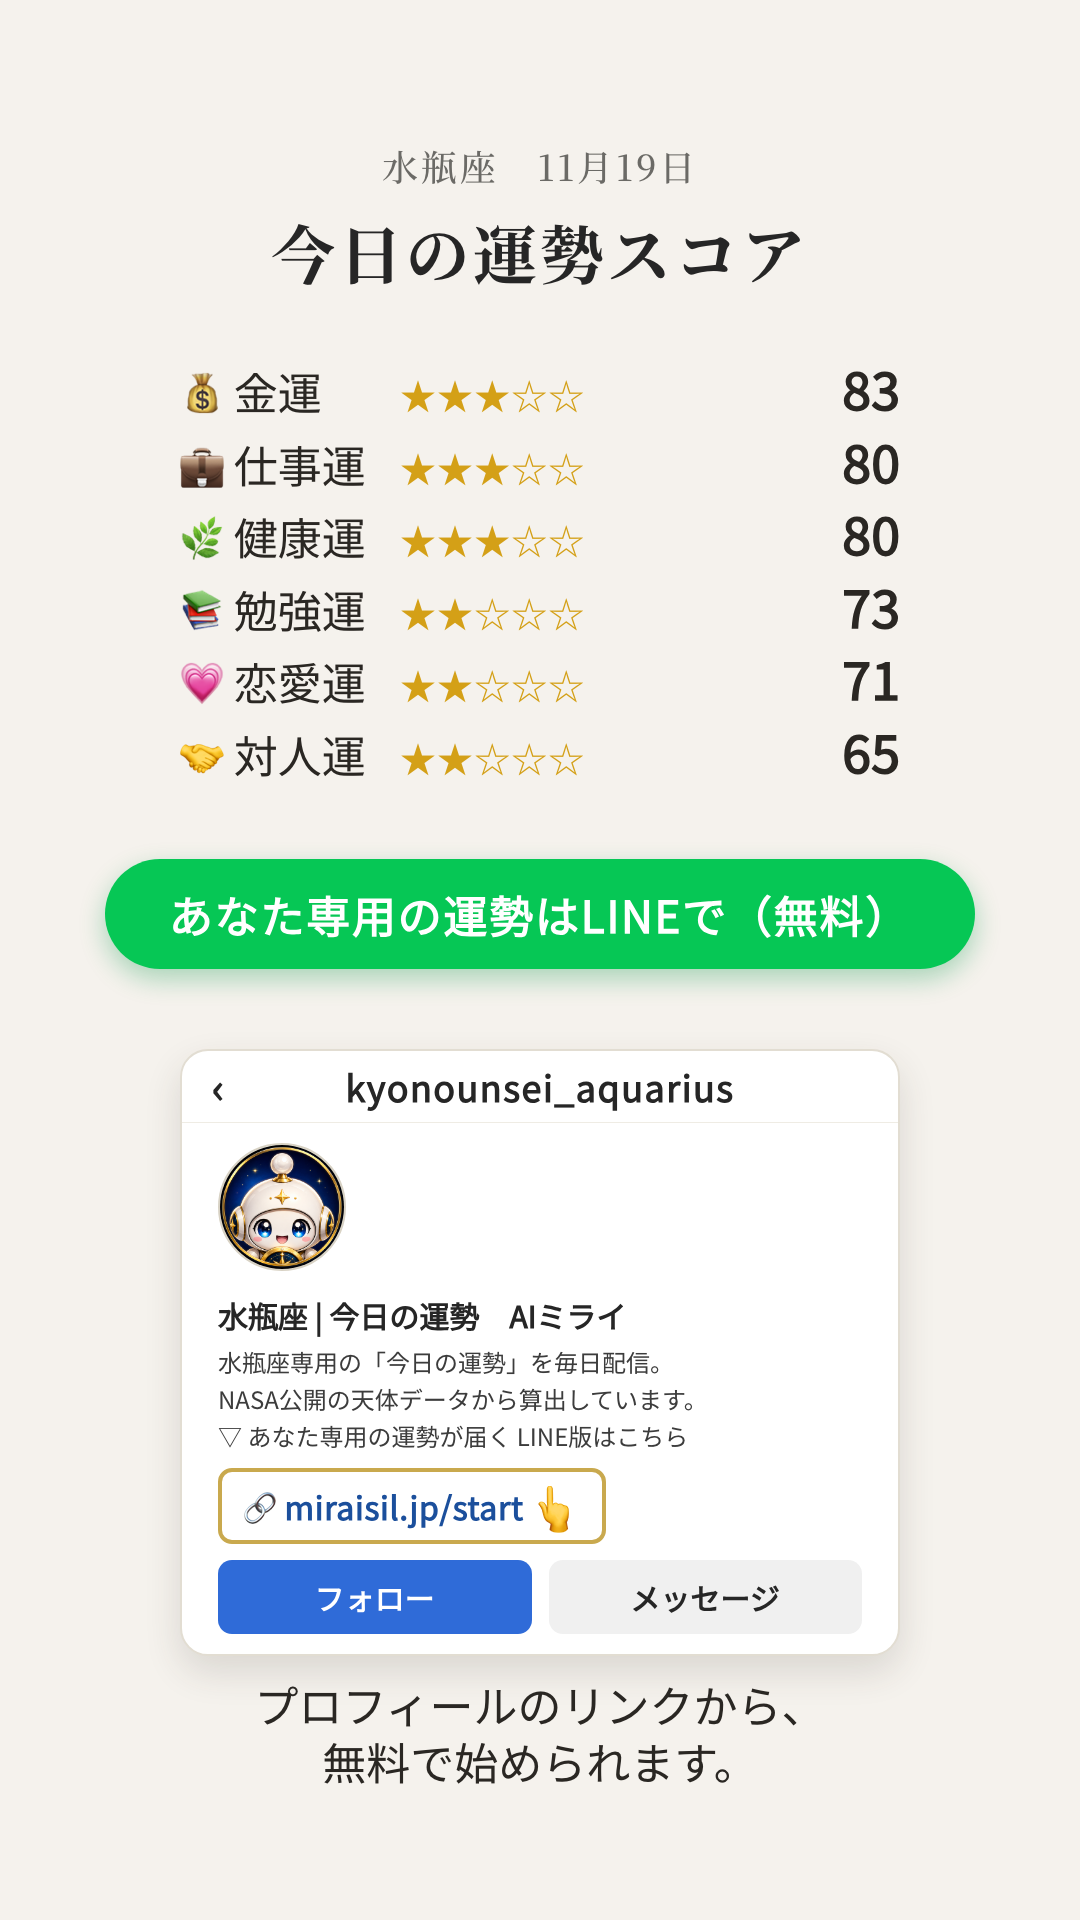 水瓶座　11月19日
今日の運勢スコア
💰 金運 ★★★☆☆ 83
💼 仕事運 ★★★☆☆ 80
🌿 健康運 ★★★☆☆ 80
📚 勉強運 ★★☆☆☆ 73
💗 恋愛運 ★★☆☆☆ 71
🤝 対人運 ★★☆☆☆ 65
あなた専用の運勢はLINEで（無料）
‹ kyonounsei_aquarius
水瓶座 | 今日の運勢　AIミライ
水瓶座専用の「今日の運勢」を毎日配信。
NASA公開の天体データから算出しています。
▽ あなた専用の運勢が届く LINE版はこちら
🔗 miraisil.jp/start 👆
フォロー メッセージ
プロフィールのリンクから、
無料で始められます。